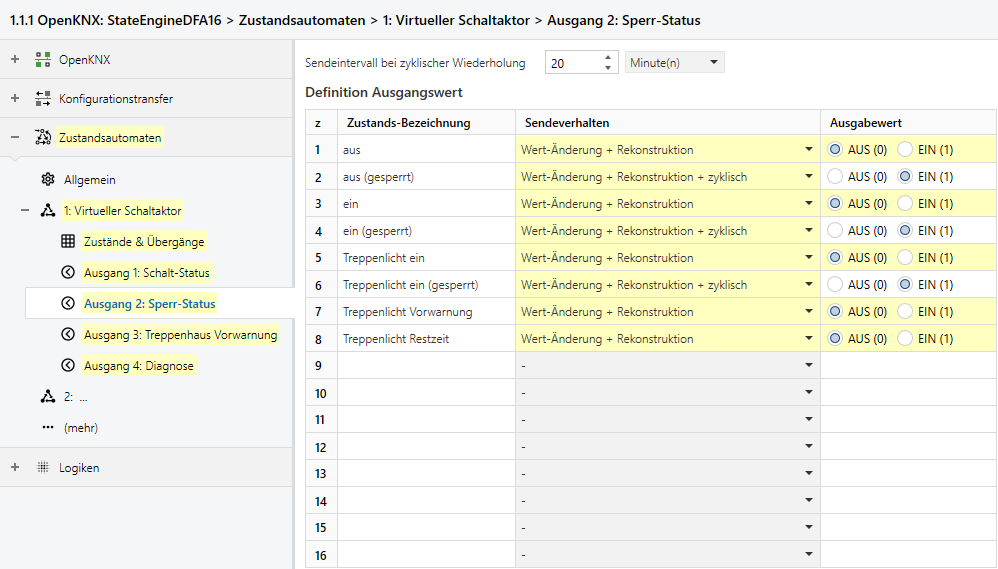 1.1.1 OpenKNX: StateEngineDFA16 > Zustandsautomaten > 1: Virtueller Schaltaktor > Ausgang 2: Sperr-Status
+ OpenKNX
+ Konfigurationstransfer
− Zustandsautomaten
Allgemein
− 1: Virtueller Schaltaktor
Zustände & Übergänge
Ausgang 1: Schalt-Status
Ausgang 2: Sperr-Status
Ausgang 3: Treppenhaus Vorwarnung
Ausgang 4: Diagnose
2: ...
(mehr)
+ Logiken
Sendeintervall bei zyklischer Wiederholung 20 Minute(n)
Definition Ausgangswert
z Zustands-Bezeichnung Sendeverhalten Ausgabewert
1 aus Wert-Änderung + Rekonstruktion AUS (0) EIN (1)
2 aus (gesperrt) Wert-Änderung + Rekonstruktion + zyklisch AUS (0) EIN (1)
3 ein Wert-Änderung + Rekonstruktion AUS (0) EIN (1)
4 ein (gesperrt) Wert-Änderung + Rekonstruktion + zyklisch AUS (0) EIN (1)
5 Treppenlicht ein Wert-Änderung + Rekonstruktion AUS (0) EIN (1)
6 Treppenlicht ein (gesperrt) Wert-Änderung + Rekonstruktion + zyklisch AUS (0) EIN (1)
7 Treppenlicht Vorwarnung Wert-Änderung + Rekonstruktion AUS (0) EIN (1)
8 Treppenlicht Restzeit Wert-Änderung + Rekonstruktion AUS (0) EIN (1)
9 -
10 -
11 -
12 -
13 -
14 -
15 -
16 -